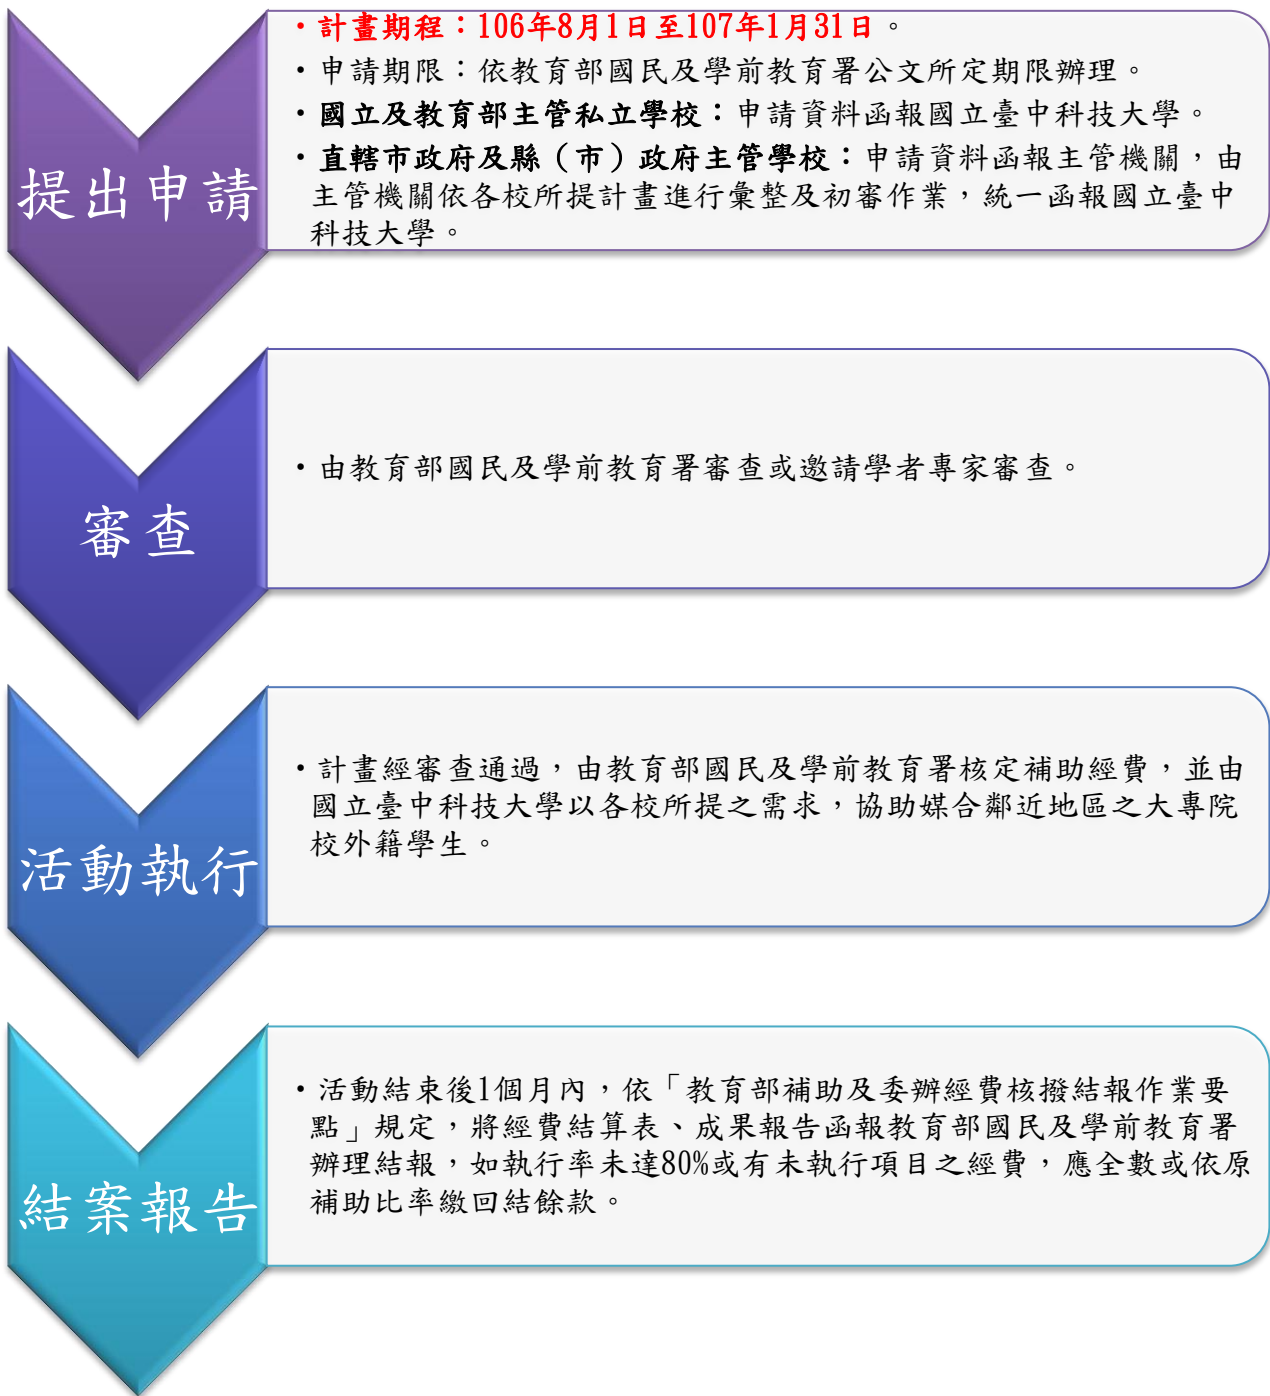 提出申請
・計畫期程：106年8月1日至107年1月31日。
・申請期限：依教育部國民及學前教育署公文所定期限辦理。
・國立及教育部主管私立學校：申請資料函報國立臺中科技大學。
・直轄市政府及縣（市）政府主管學校：申請資料函報主管機關，由
主管機關依各校所提計畫進行彙整及初審作業，統一函報國立臺中
科技大學。
審查
・由教育部國民及學前教育署審查或邀請學者專家審查。
活動執行
・計畫經審查通過，由教育部國民及學前教育署核定補助經費，並由
國立臺中科技大學以各校所提之需求，協助媒合鄰近地區之大專院
校外籍學生。
結案報告
・活動結束後1個月內，依「教育部補助及委辦經費核撥結報作業要
點」規定，將經費結算表、成果報告函報教育部國民及學前教育署
辦理結報，如執行率未達80%或有未執行項目之經費，應全數或依原
補助比率繳回結餘款。